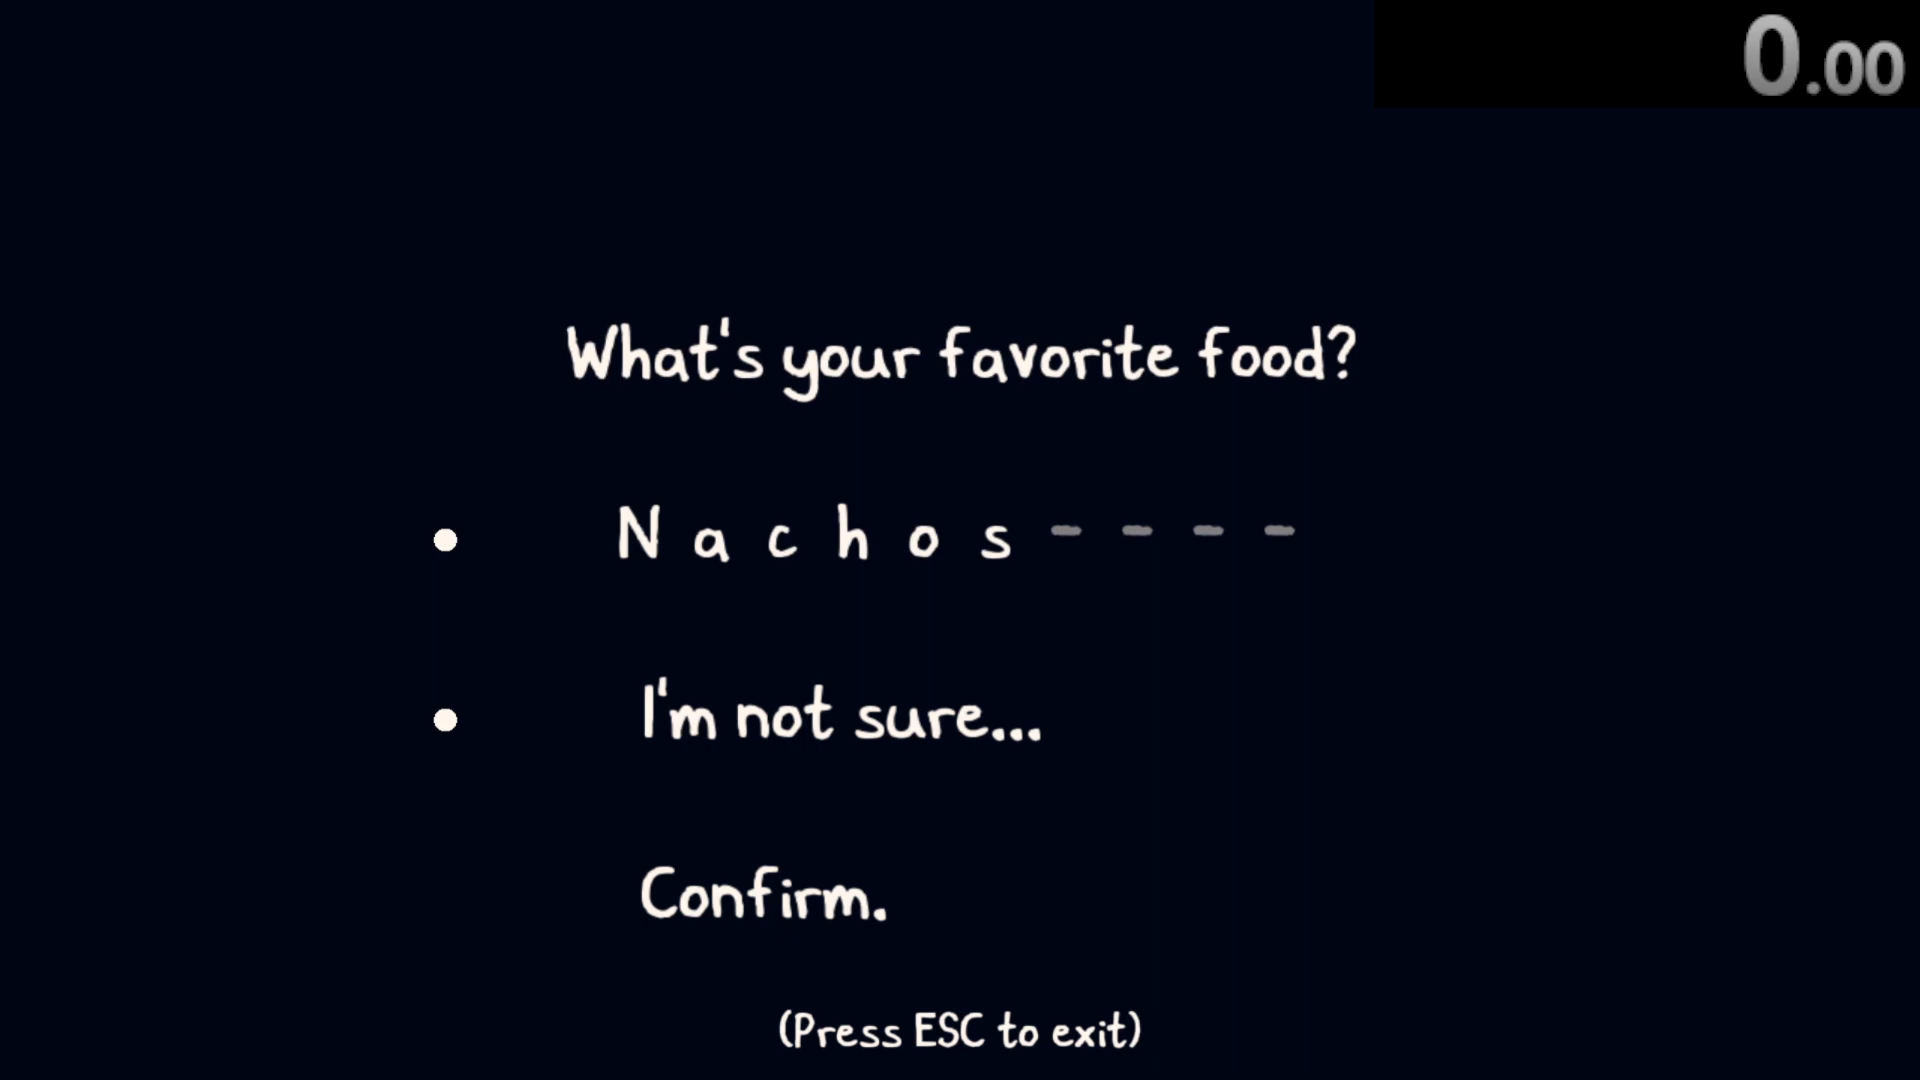 0.00
What's your favorite food?
• N a c h o s - - - -
• I'm not sure...
Confirm.
(Press ESC to exit)